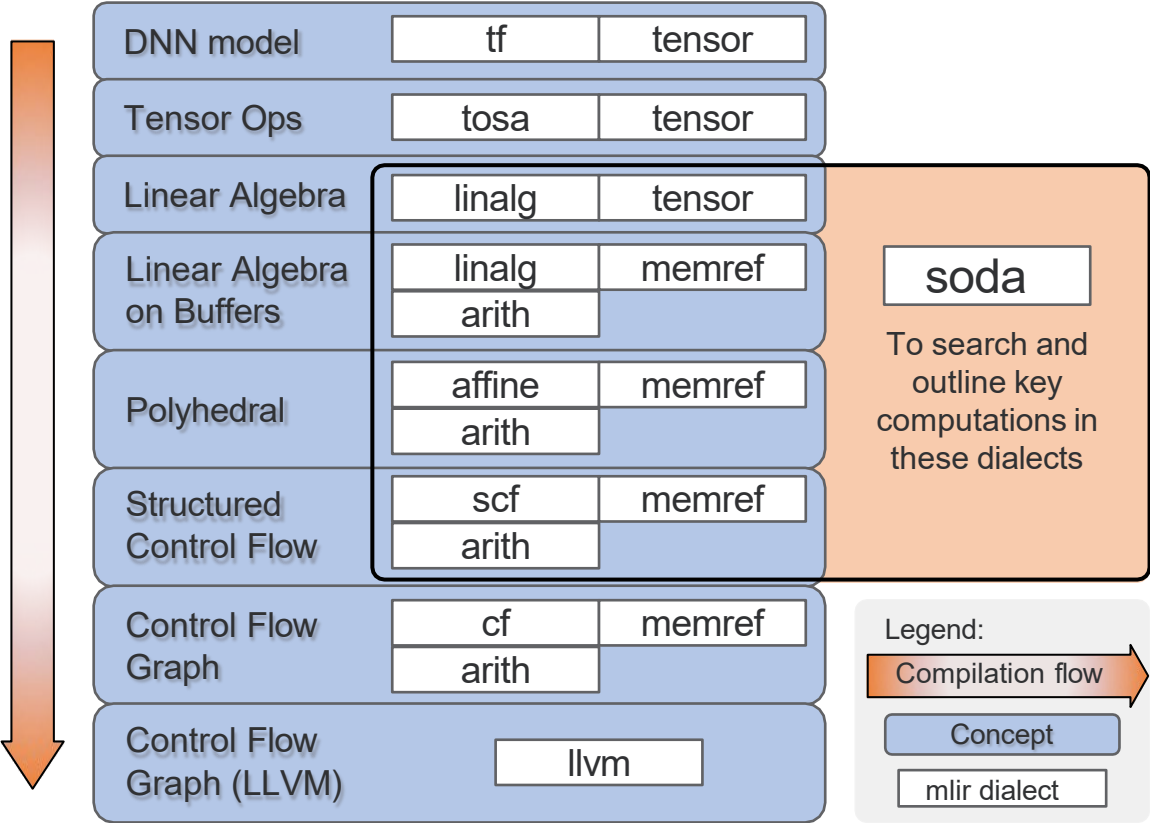 DNN model
tf
tensor
Tensor Ops
tosa
tensor
Linear Algebra
linalg
tensor
Linear Algebra
on Buffers
linalg
memref
arith
Polyhedral
affine
memref
arith
Structured
Control Flow
scf
memref
arith
Control Flow
Graph
cf
memref
arith
Control Flow
Graph (LLVM)
llvm
soda
To search and
outline key
computations in
these dialects
Legend:
Compilation flow
Concept
mlir dialect